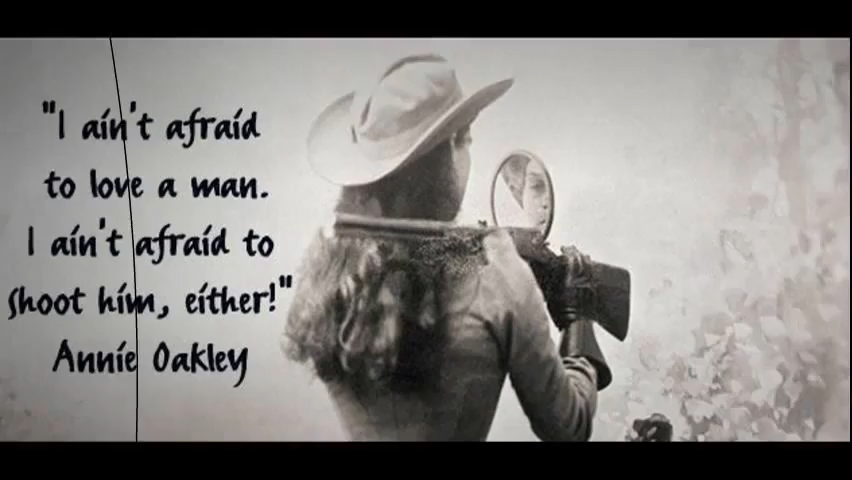 "I ain't afraid
to love a man.
I ain't afraid to
shoot him, either!"
Annie Oakley